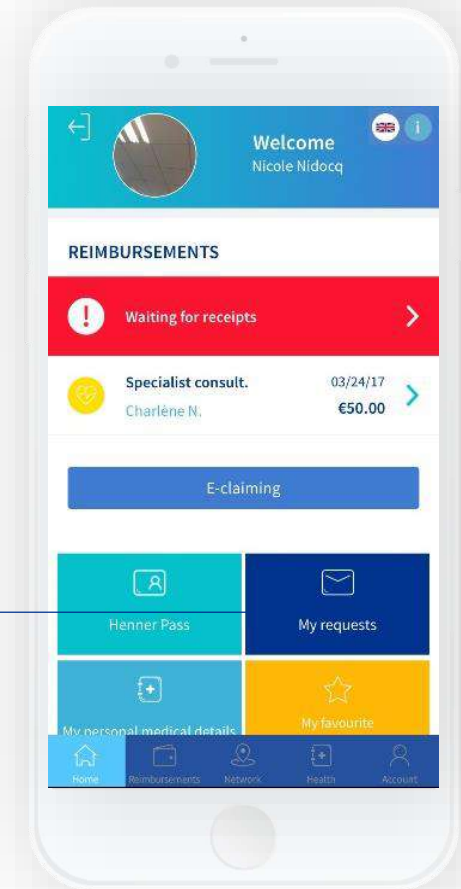 Welcome
Nicole Nidocq
i
REIMBURSEMENTS
! Waiting for receipts
Specialist consult. 03/24/17
Charlène N. €50.00
E-claiming
Henner Pass My requests
My personal medical details My favourite
Home Reimbursements Network Health Account